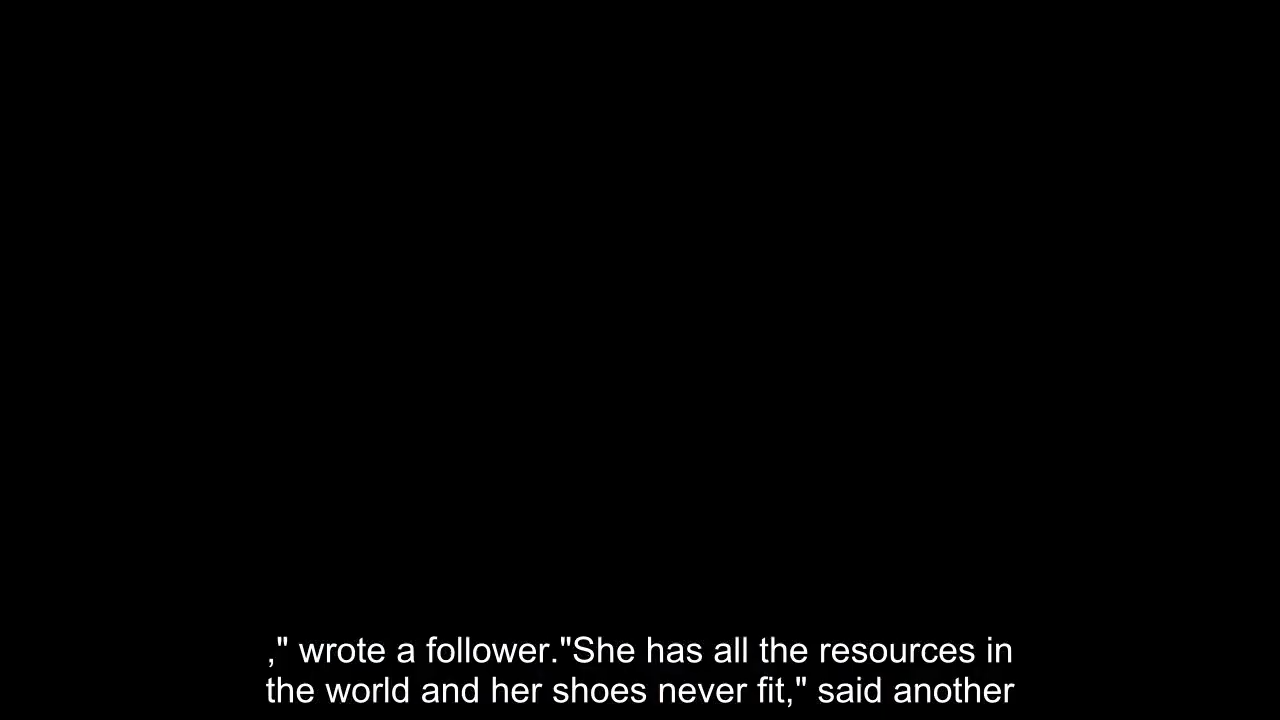 ," wrote a follower."She has all the resources in
the world and her shoes never fit," said another